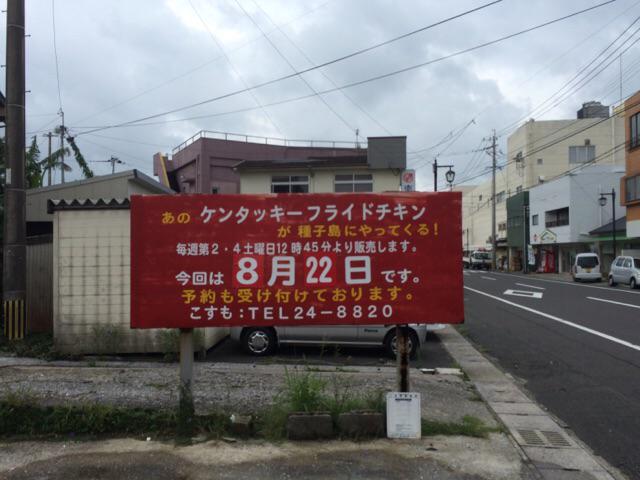 あの ケンタッキーフライドチキン
が 種子島にやってくる!
毎週第2・4土曜日12時45分より販売します。
今回は 8月22日 です。
予約も受け付けております。
こすも:TEL24-8820